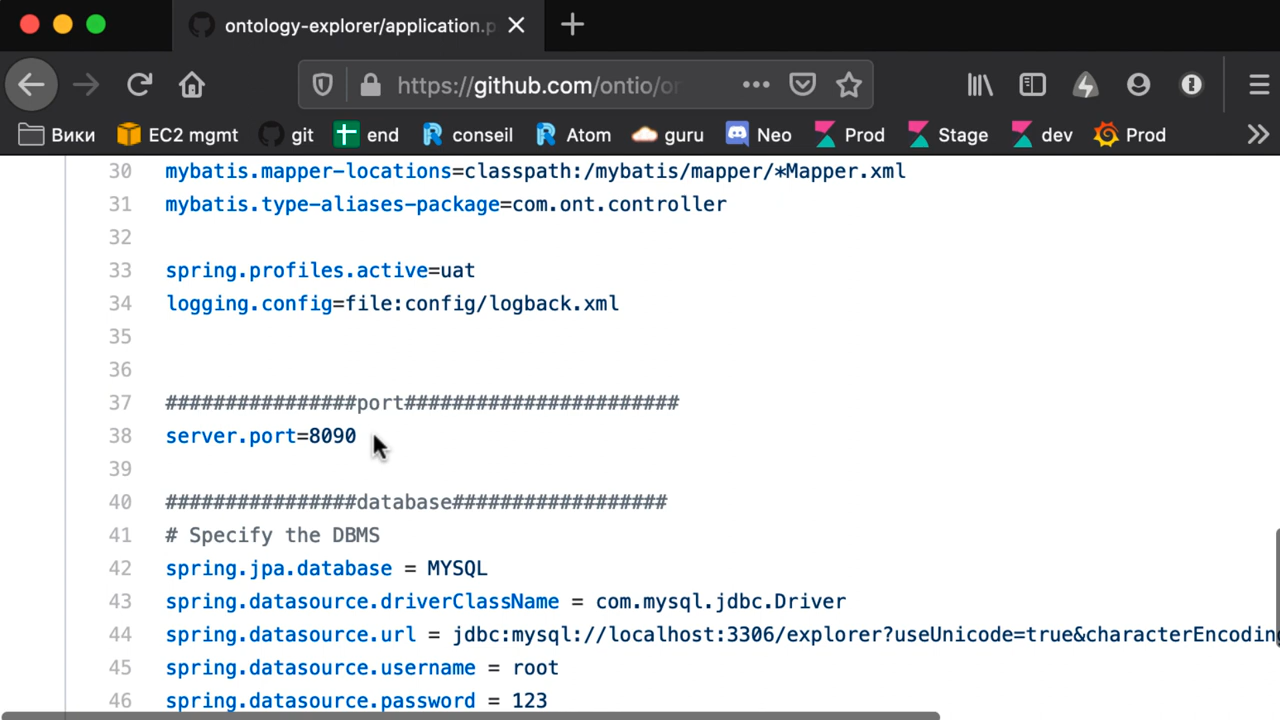 ontology-explorer/application.p
https://github.com/ontio/or
Вики EC2 mgmt git end conseil Atom guru Neo Prod Stage dev Prod
30 mybatis.mapper-locations=classpath:/mybatis/mapper/*Mapper.xml
31 mybatis.type-aliases-package=com.ont.controller
32
33 spring.profiles.active=uat
34 logging.config=file:config/logback.xml
35
36
37 ################port#######################
38 server.port=8090
39
40 ################database##################
41 # Specify the DBMS
42 spring.jpa.database = MYSQL
43 spring.datasource.driverClassName = com.mysql.jdbc.Driver
44 spring.datasource.url = jdbc:mysql://localhost:3306/explorer?useUnicode=true&characterEncoding
45 spring.datasource.username = root
46 spring.datasource.password = 123